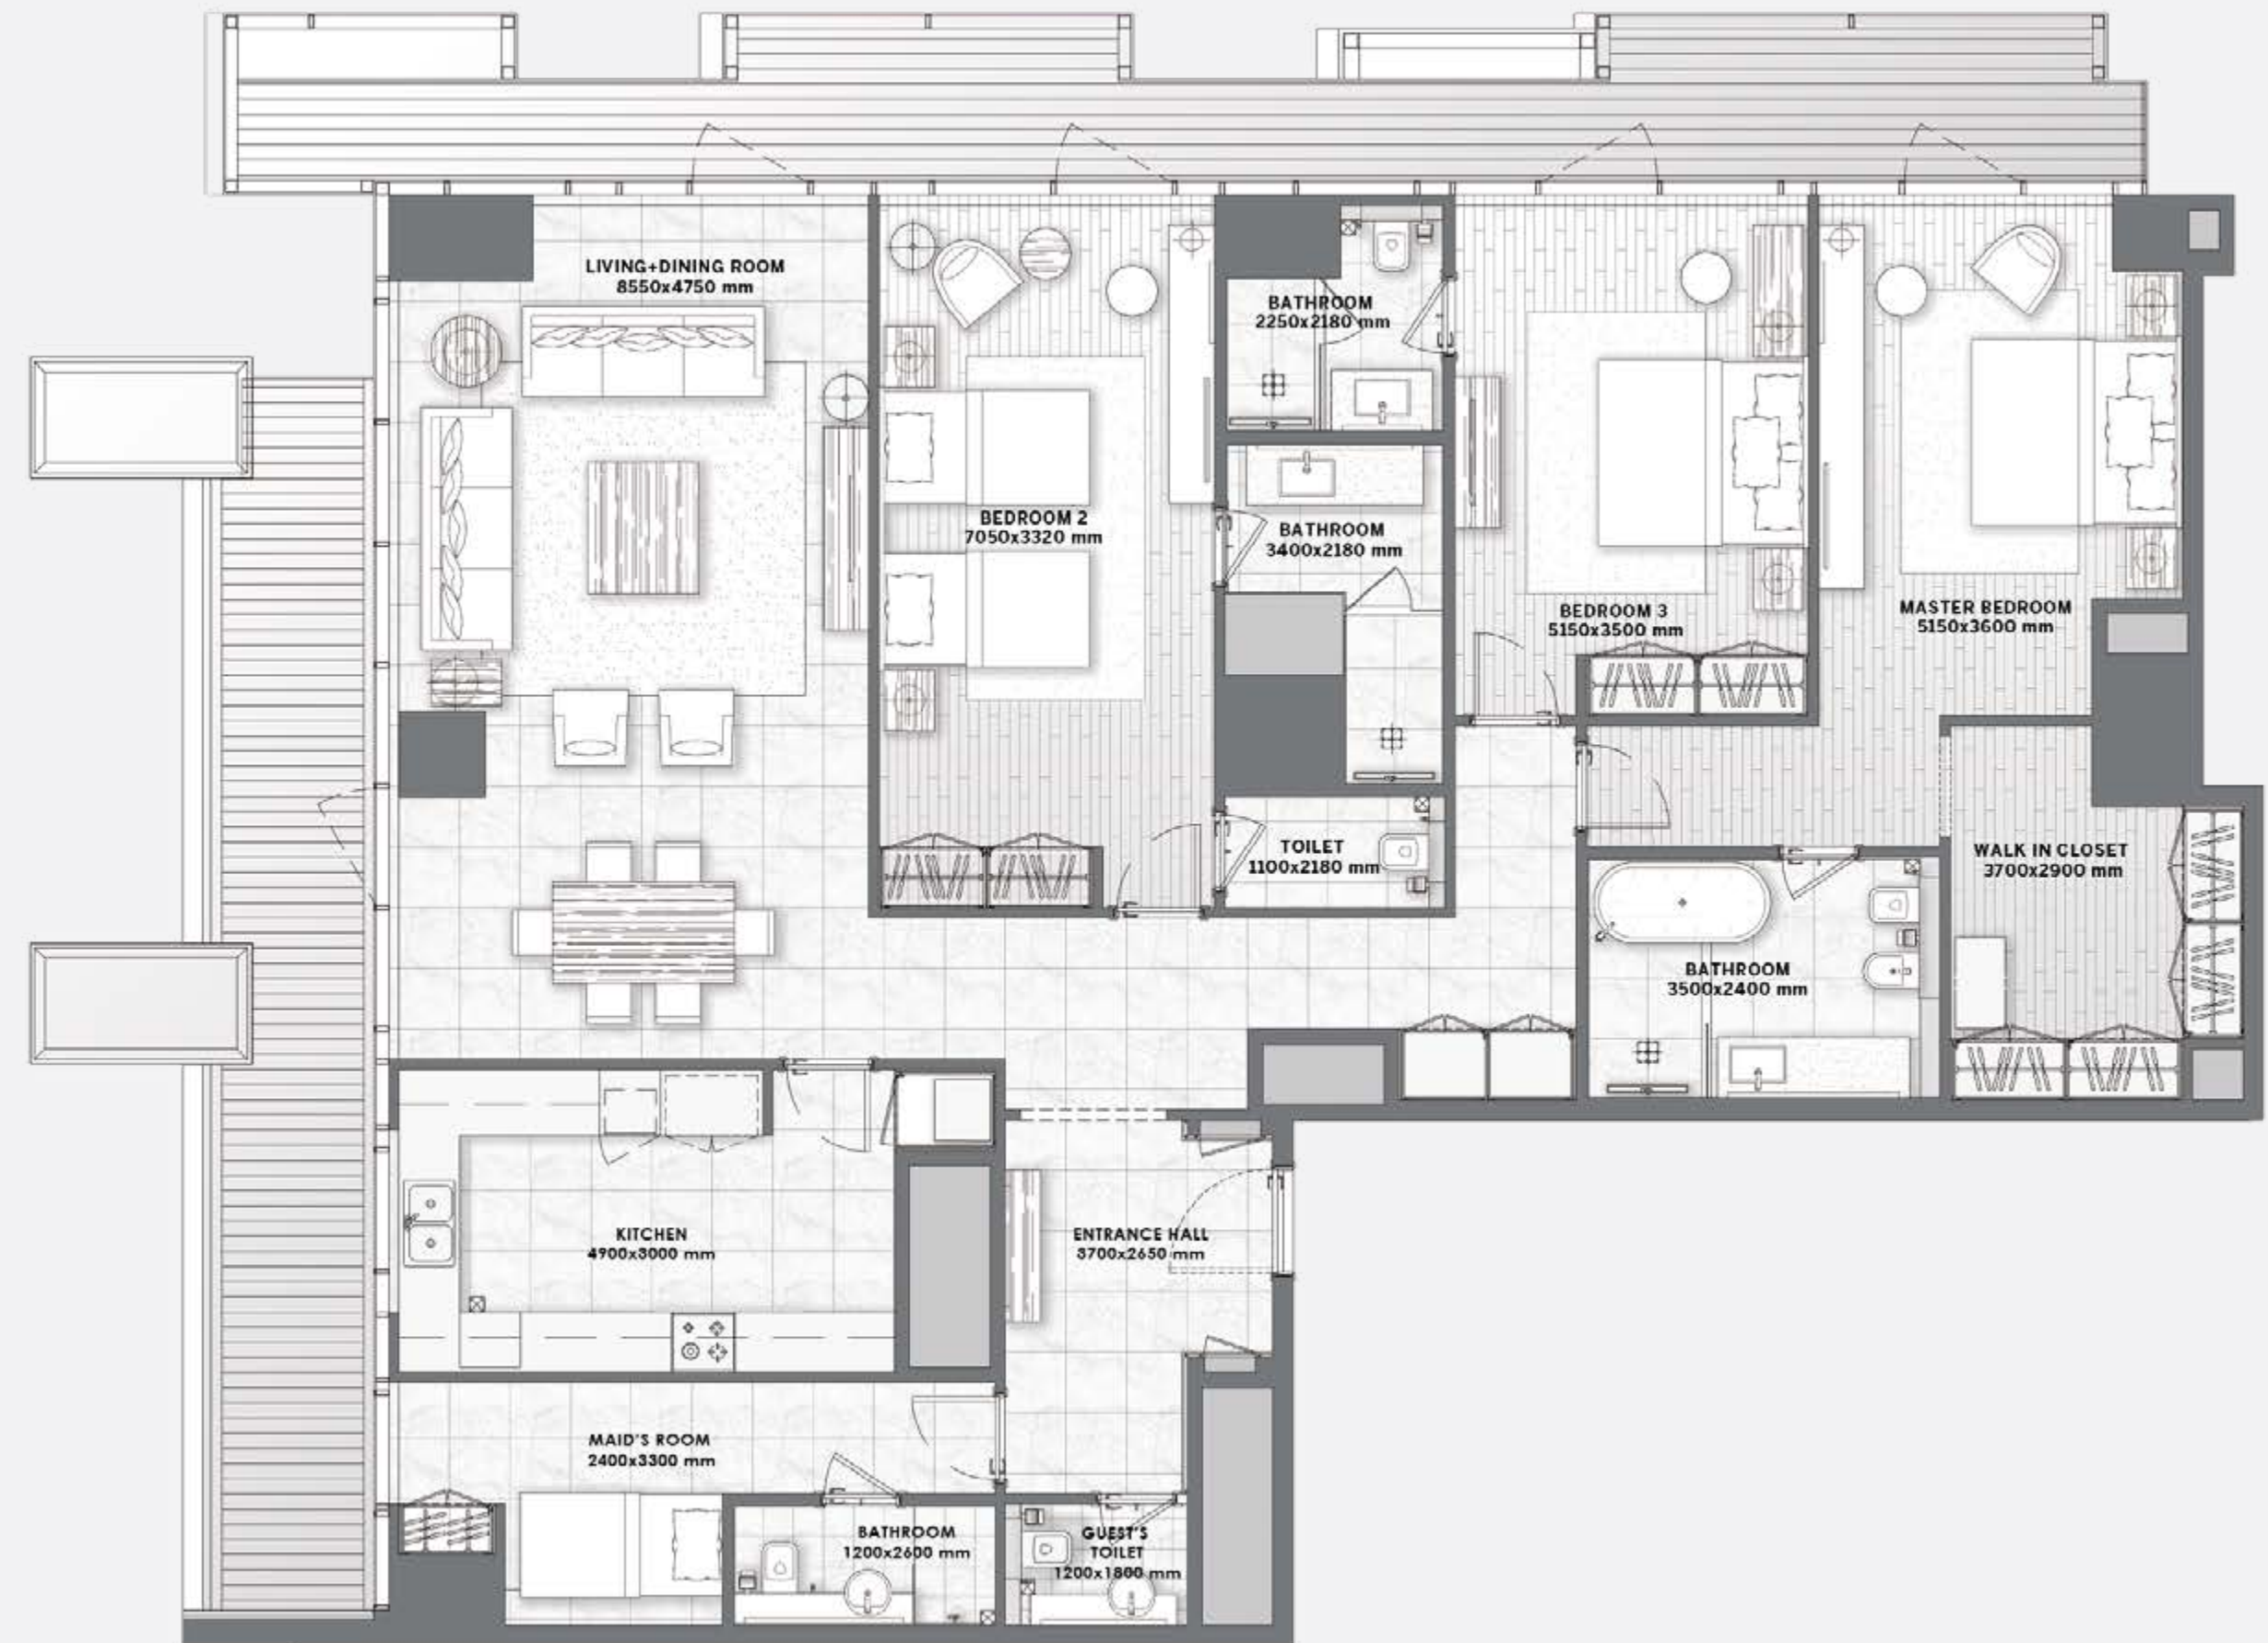 LIVING+DINING ROOM
8550x4750 mm
BATHROOM
2250x2180 mm
BEDROOM 2
7050x3320 mm
BATHROOM
3400x2180 mm
BEDROOM 3
5150x3500 mm
MASTER BEDROOM
5150x3600 mm
TOILET
1100x2180 mm
WALK IN CLOSET
3700x2900 mm
BATHROOM
3500x2400 mm
KITCHEN
4900x3000 mm
ENTRANCE HALL
3700x2650 mm
MAID'S ROOM
2400x3300 mm
BATHROOM
1200x2600 mm
GUEST'S
TOILET
1200x1800 mm